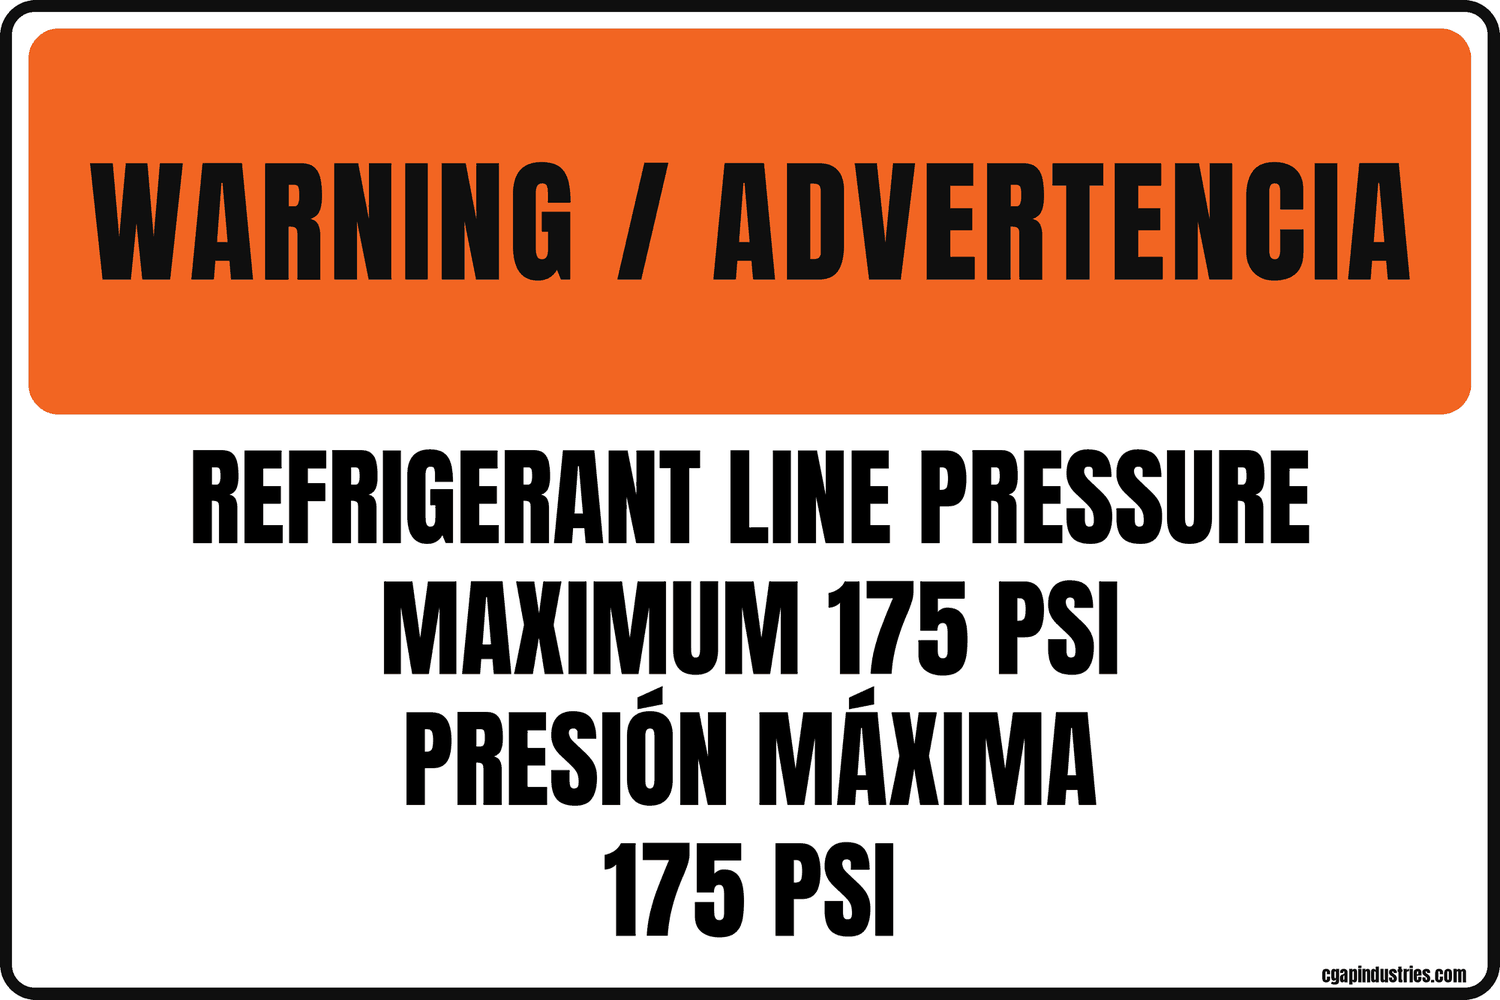 WARNING / ADVERTENCIA
REFRIGERANT LINE PRESSURE
MAXIMUM 175 PSI
PRESIÓN MÁXIMA
175 PSI
cgapindustries.com